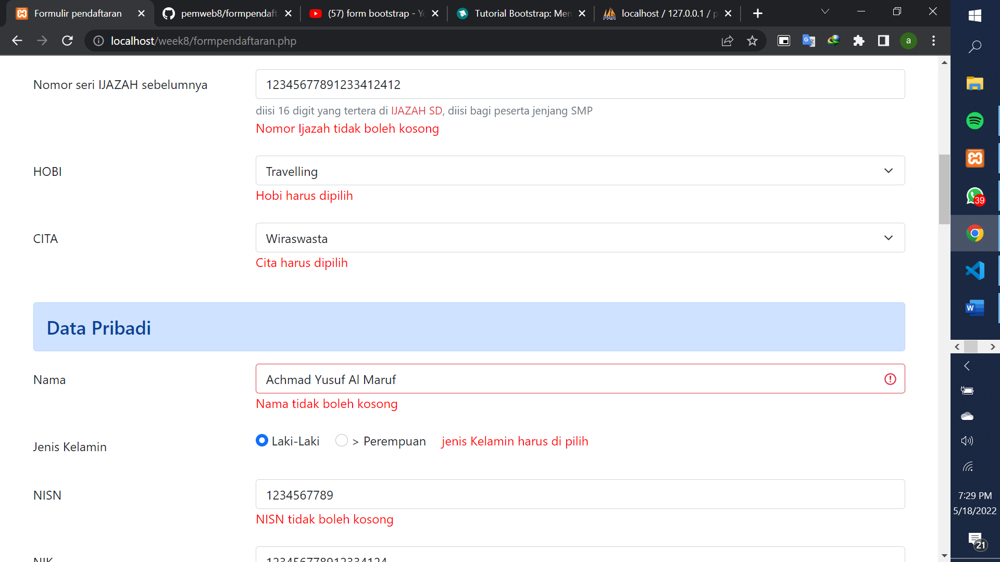 Formulir pendaftaran
pemweb8/formpendaft
(57) form bootstrap - Yo
Tutorial Bootstrap: Mem
localhost / 127.0.0.1 / p
localhost/week8/formpendaftaran.php
a
Nomor seri IJAZAH sebelumnya
12345677891233412412
diisi 16 digit yang tertera di IJAZAH SD, diisi bagi peserta jenjang SMP
Nomor Ijazah tidak boleh kosong
HOBI
Travelling
Hobi harus dipilih
CITA
Wiraswasta
Cita harus dipilih
Data Pribadi
Nama
Achmad Yusuf Al Maruf
Nama tidak boleh kosong
Jenis Kelamin
Laki-Laki
> Perempuan
jenis Kelamin harus di pilih
NISN
1234567789
NISN tidak boleh kosong
NIK
123456778912334124
39
W
7:29 PM
5/18/2022
21